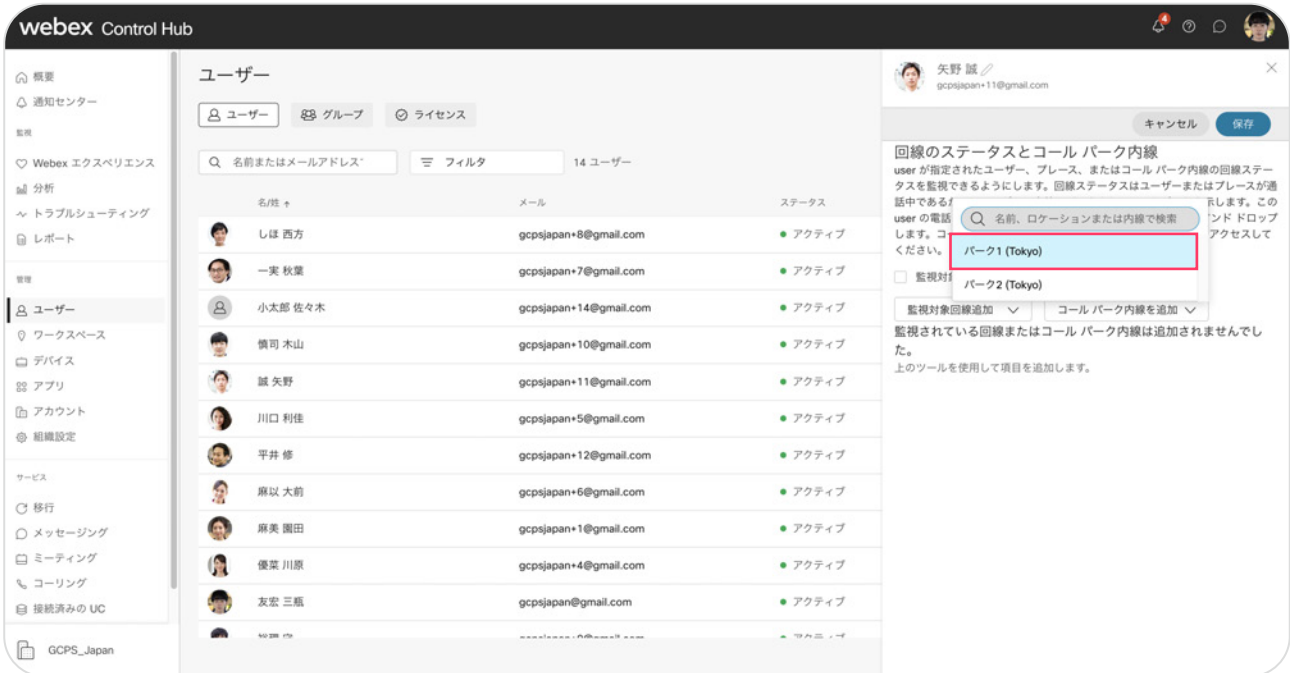 webex Control Hub
4
概要
通知センター
監視
Webex エクスペリエンス
分析
トラブルシューティング
レポート
管理
ユーザー
ワークスペース
デバイス
アプリ
アカウント
組織設定
サービス
移行
メッセージング
ミーティング
コーリング
接続済みの UC
GCPS_Japan
ユーザー
ユーザー グループ ライセンス
名前またはメールアドレス フィルタ 14 ユーザー
名/姓 メール ステータス
しほ 西方 gcpsjapan+8@gmail.com アクティブ
一実 秋葉 gcpsjapan+7@gmail.com アクティブ
小太郎 佐々木 gcpsjapan+14@gmail.com アクティブ
慎司 木山 gcpsjapan+10@gmail.com アクティブ
誠 矢野 gcpsjapan+11@gmail.com アクティブ
川口 利佳 gcpsjapan+5@gmail.com アクティブ
平井 修 gcpsjapan+12@gmail.com アクティブ
麻以 大前 gcpsjapan+6@gmail.com アクティブ
麻美 園田 gcpsjapan+1@gmail.com アクティブ
優菜 川原 gcpsjapan+4@gmail.com アクティブ
友宏 三瓶 gcpsjapan@gmail.com アクティブ
矢野 誠
gcpsjapan+11@gmail.com
キャンセル 保存
回線のステータスとコール パーク内線
user が指定されたユーザー、プレース、またはコール パーク内線の回線ステー
タスを監視できるようにします。回線ステータスはユーザーまたはプレースが通
話中である 示します。この
user の電話 インド ドロップ
します。コー アクセスして
ください。
名前、ロケーションまたは内線で検索
パーク1 (Tokyo)
パーク2 (Tokyo)
監視対
監視対象回線追加 コール パーク内線を追加
監視されている回線またはコール パーク内線は追加されませんでし
た。
上のツールを使用して項目を追加します。